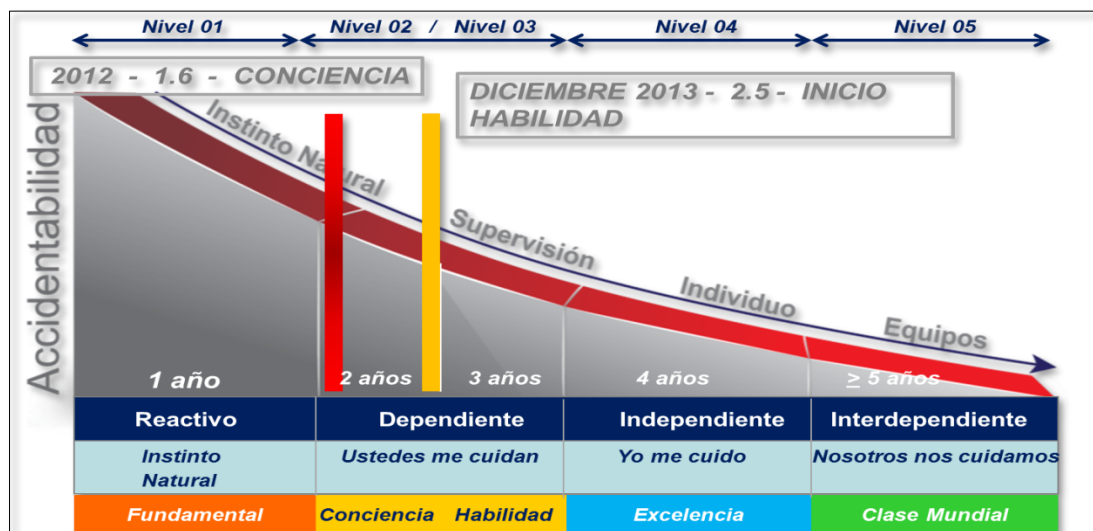 Nivel 01
Nivel 02 / Nivel 03
Nivel 04
Nivel 05
2012 - 1.6 - CONCIENCIA
DICIEMBRE 2013 - 2.5 - INICIO
HABILIDAD
Accidentabilidad
Instinto Natural
Supervisión
Individuo
Equipos
1 año
2 años
3 años
4 años
≥ 5 años
Reactivo
Dependiente
Independiente
Interdependiente
Instinto
Natural
Ustedes me cuidan
Yo me cuido
Nosotros nos cuidamos
Fundamental
Conciencia
Habilidad
Excelencia
Clase Mundial